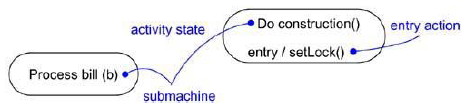 activity state
Do construction()
entry action
entry / setLock()
Process bill (b)
submachine